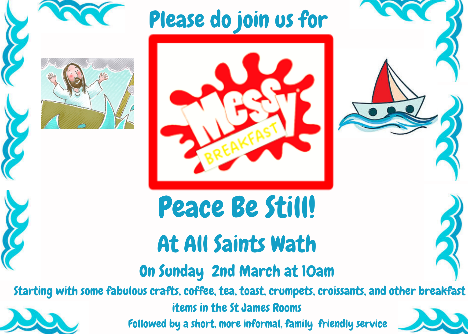 Please do join us for
Messy
BREAKFAST
Peace Be Still!
At All Saints Wath
On Sunday 2nd March at 10am
Starting with some fabulous crafts, coffee, tea, toast, crumpets, croissants, and other breakfast
items in the St James Rooms
Followed by a short, more informal, family friendly service